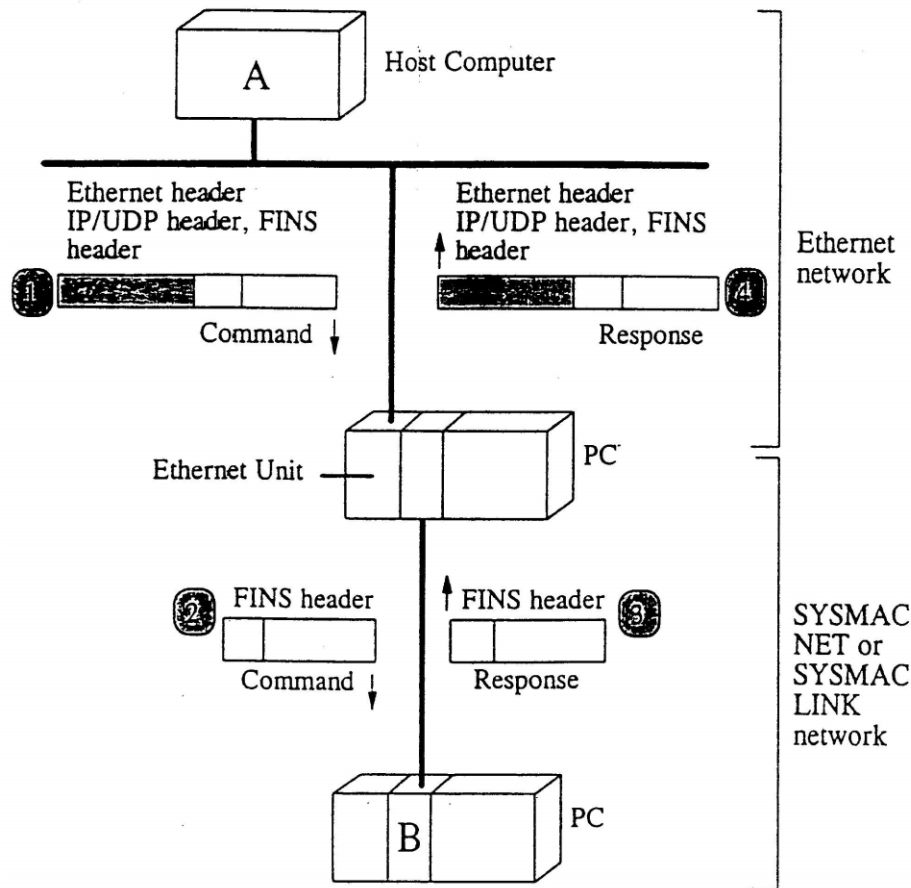 A
Host Computer
Ethernet header
IP/UDP header, FINS
header
1
Command
Ethernet header
IP/UDP header, FINS
header
4
Response
Ethernet
network
Ethernet Unit
PC
2
FINS header
Command
FINS header
3
Response
SYSMAC
NET or
SYSMAC
LINK
network
B
PC